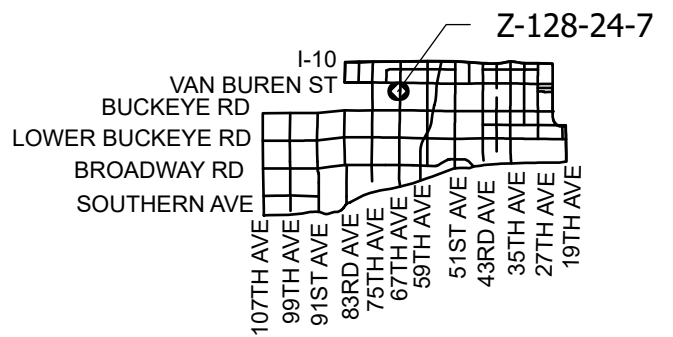 Z-128-24-7
I-10
VAN BUREN ST
BUCKEYE RD
LOWER BUCKEYE RD
BROADWAY RD
SOUTHERN AVE
107TH AVE
99TH AVE
91ST AVE
83RD AVE
75TH AVE
67TH AVE
59TH AVE
51ST AVE
43RD AVE
35TH AVE
27TH AVE
19TH AVE